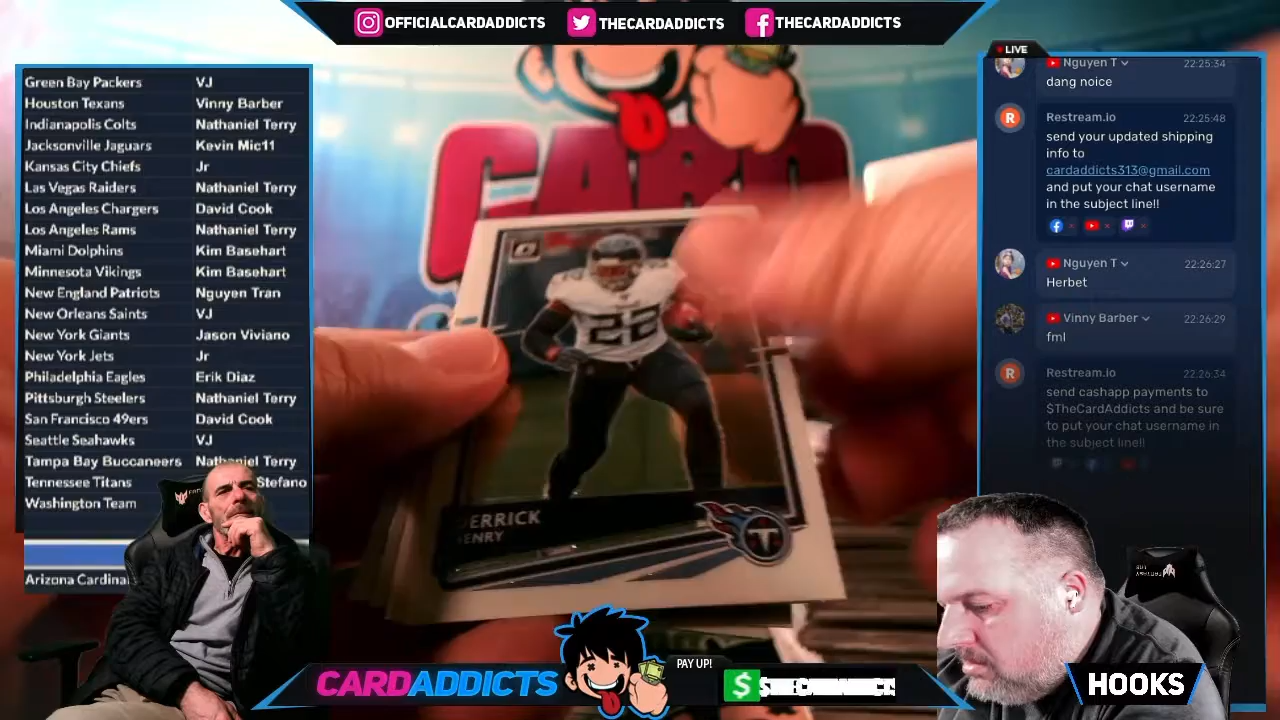 OFFICIALCARDADDICTS
THECARDADDICTS
THECARDADDICTS
Green Bay Packers VJ
Houston Texans Vinny Barber
Indianapolis Colts Nathaniel Terry
Jacksonville Jaguars Kevin Mic11
Kansas City Chiefs Jr
Las Vegas Raiders Nathaniel Terry
Los Angeles Chargers David Cook
Los Angeles Rams Nathaniel Terry
Miami Dolphins Kim Basehart
Minnesota Vikings Kim Basehart
New England Patriots Nguyen Tran
New Orleans Saints VJ
New York Giants Jason Viviano
New York Jets Jr
Philadelphia Eagles Erik Diaz
Pittsburgh Steelers Nathaniel Terry
San Francisco 49ers David Cook
Seattle Seahawks VJ
Tampa Bay Buccaneers Nathaniel Terry
Tennessee Titans Stefano
Washington Team
Arizona Cardinal
CARD
22
DERRICK
HENRY
T
LIVE
Nguyen T 22:25:34
dang noice
R
Restream.io 22:25:48
send your updated shipping
info to
cardaddicts313@gmail.com
and put your chat username
in the subject line!!
Nguyen T 22:26:27
Herbet
Vinny Barber 22:26:29
fml
R
Restream.io 22:26:34
send cashapp payments to
$TheCardAddicts and be sure
to put your chat username in
the subject line!!
CARDADDICTS
PAY UP!
$
HOOKS